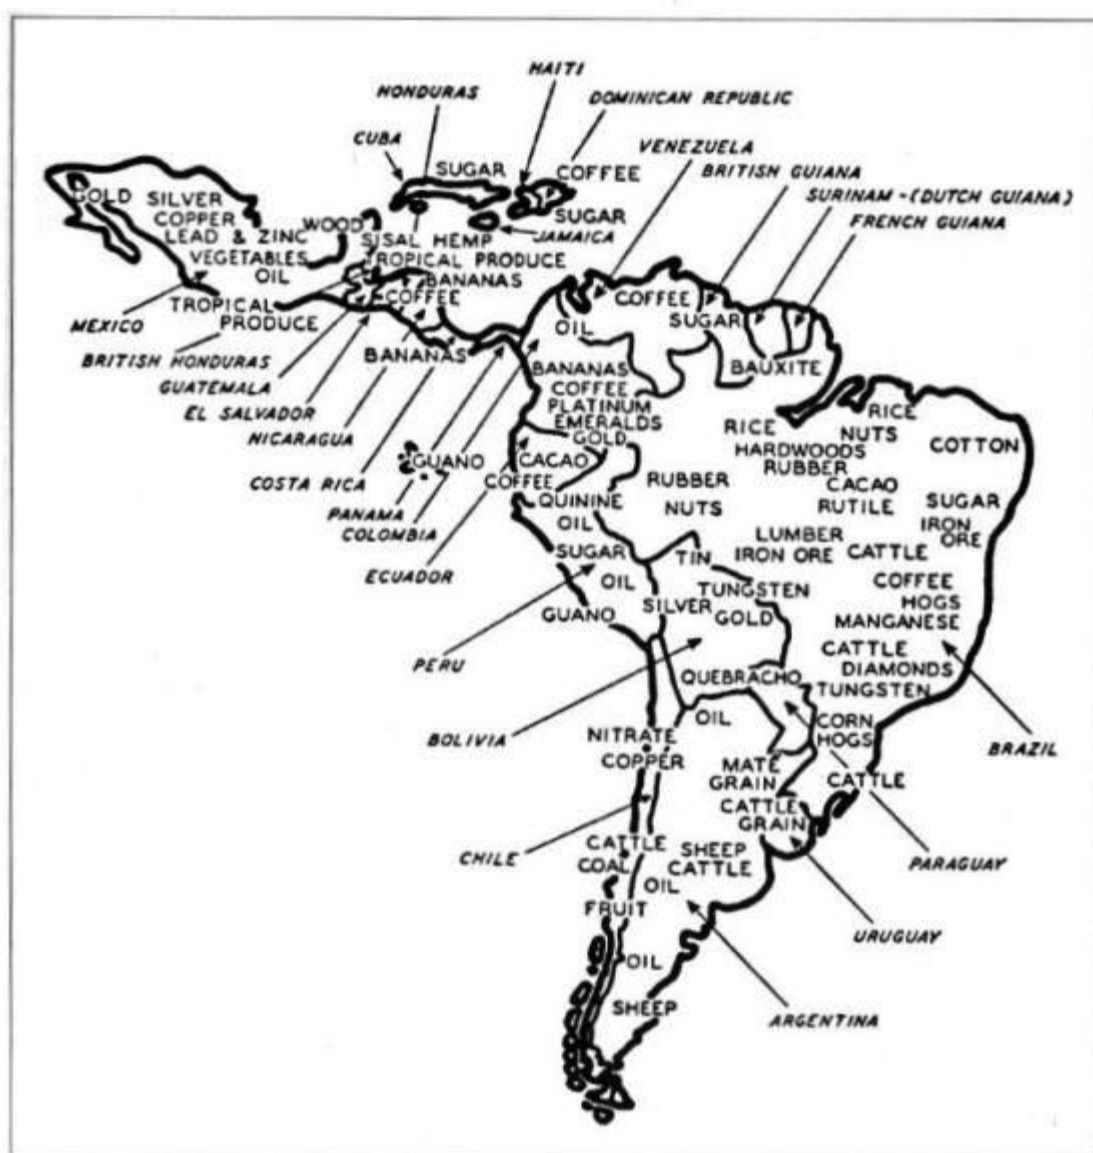 HAITI
HONDURAS
DOMINICAN REPUBLIC
CUBA
VENEZUELA
SUGAR
COFFEE
BRITISH GUIANA
SURINAM-(DUTCH GUIANA)
GOLD
SILVER
COPPER
LEAD & ZINC
VEGETABLES
OIL
WOOD
SUGAR
FRENCH GUIANA
SISAL HEMP
JAMAICA
TROPICAL PRODUCE
BANANAS
COFFEE
TROPICAL
PRODUCE
MEXICO
BRITISH HONDURAS
BANANAS
GUATEMALA
EL SALVADOR
NICARAGUA
COSTA RICA
PANAMA
COLOMBIA
ECUADOR
GUANO
COFFEE
OIL
SUGAR
BAUXITE
BANANAS
COFFEE
PLATINUM
EMERALDS
GOLD
CACAO
COFFEE
QUININE
OIL
SUGAR
OIL
GUANO
PERU
RICE
HARDWOODS
RUBBER
RICE
NUTS
COTTON
RUBBER
NUTS
CACAO
RUTILE
SUGAR
IRON
ORE
LUMBER
IRON ORE
CATTLE
TIN
TUNGSTEN
SILVER
GOLD
COFFEE
HOGS
MANGANESE
CATTLE
DIAMONDS
TUNGSTEN
QUEBRACHO
BOLIVIA
OIL
CORN
HOGS
BRAZIL
NITRATE
COPPER
MATE
GRAIN
CATTLE
CATTLE
GRAIN
CHILE
CATTLE
COAL
SHEEP
CATTLE
OIL
PARAGUAY
FRUIT
URUGUAY
OIL
SHEEP
ARGENTINA